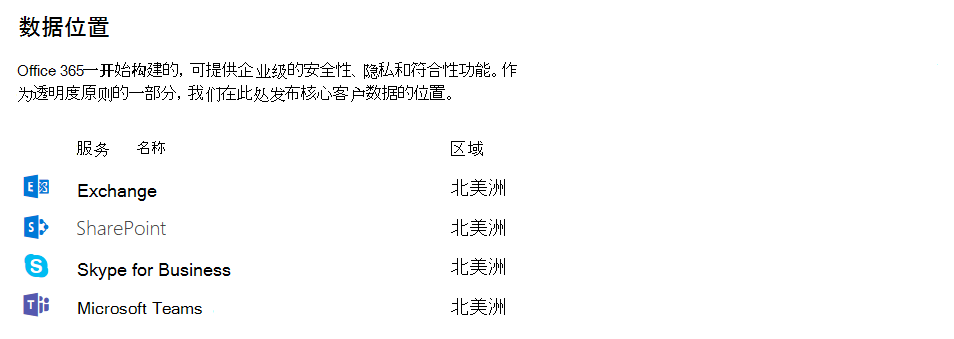 数据位置
Office 365一开始构建的, 可提供企业级的安全性、隐私和符合性功能。作
为透明度原则的一部分, 我们在此处发布核心客户数据的位置。
服务 名称 区域
Exchange 北美洲
SharePoint 北美洲
Skype for Business 北美洲
Microsoft Teams 北美洲